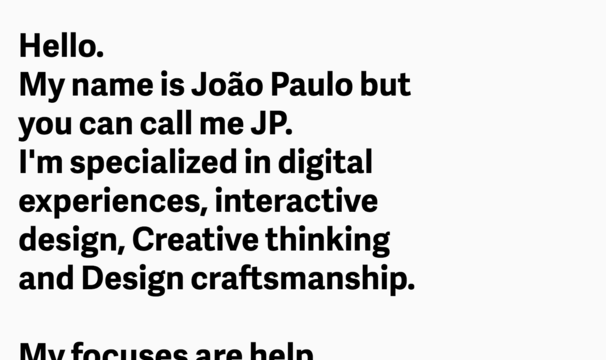 Hello.
My name is João Paulo but
you can call me JP.
I'm specialized in digital
experiences, interactive
design, Creative thinking
and Design craftsmanship.
My focuses are help